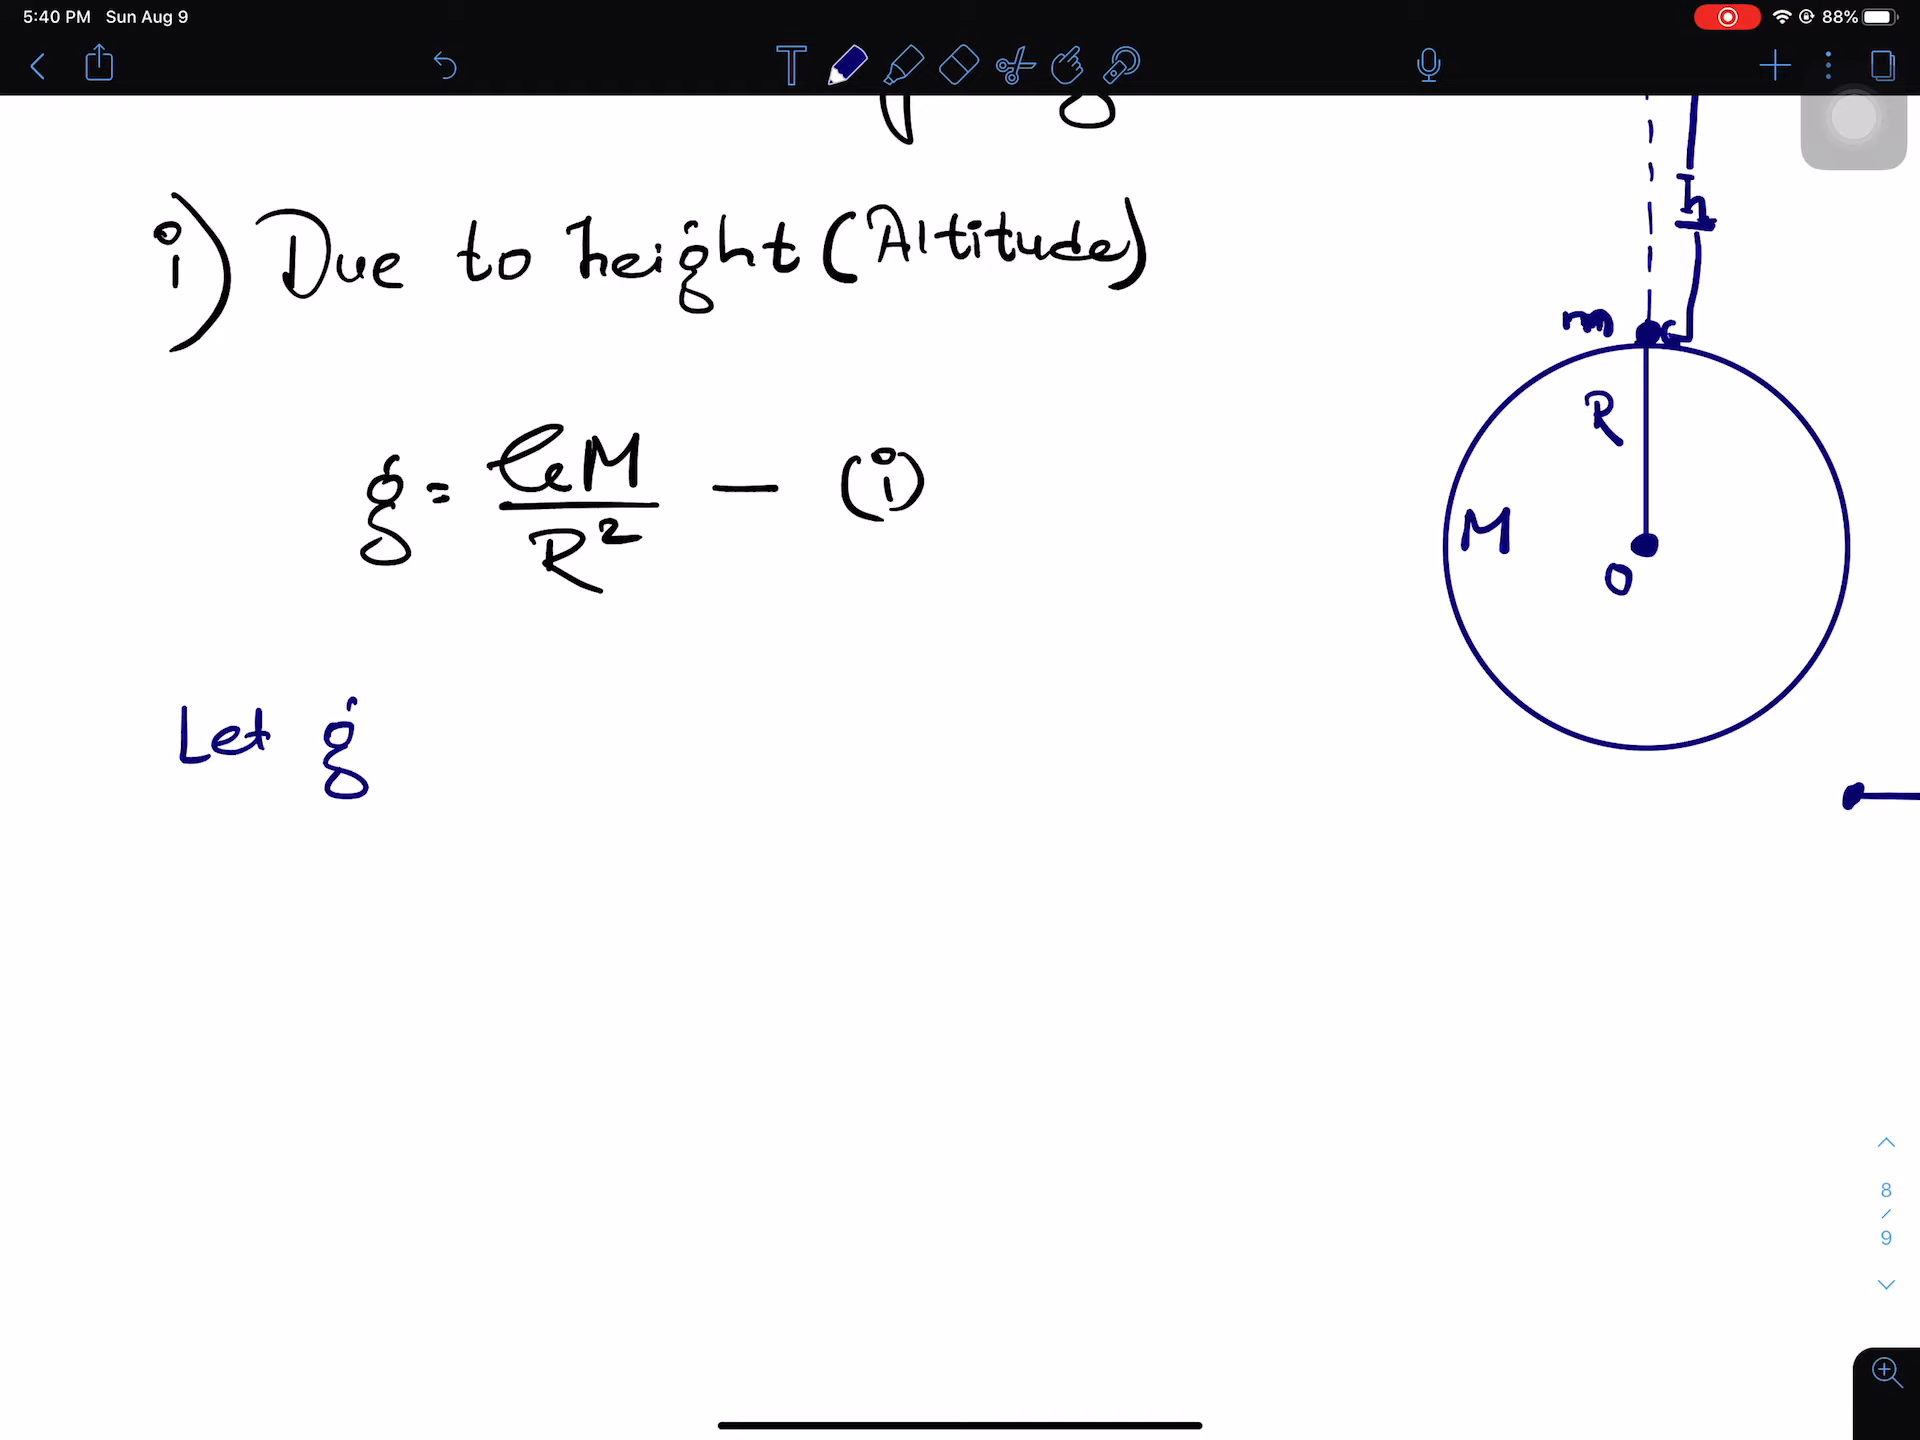 5:40 PM Sun Aug 9
88%
i) Due to height (Altitude)
g = GM/R² — (i)
Let g
h
m
R
M
O
8
/
9